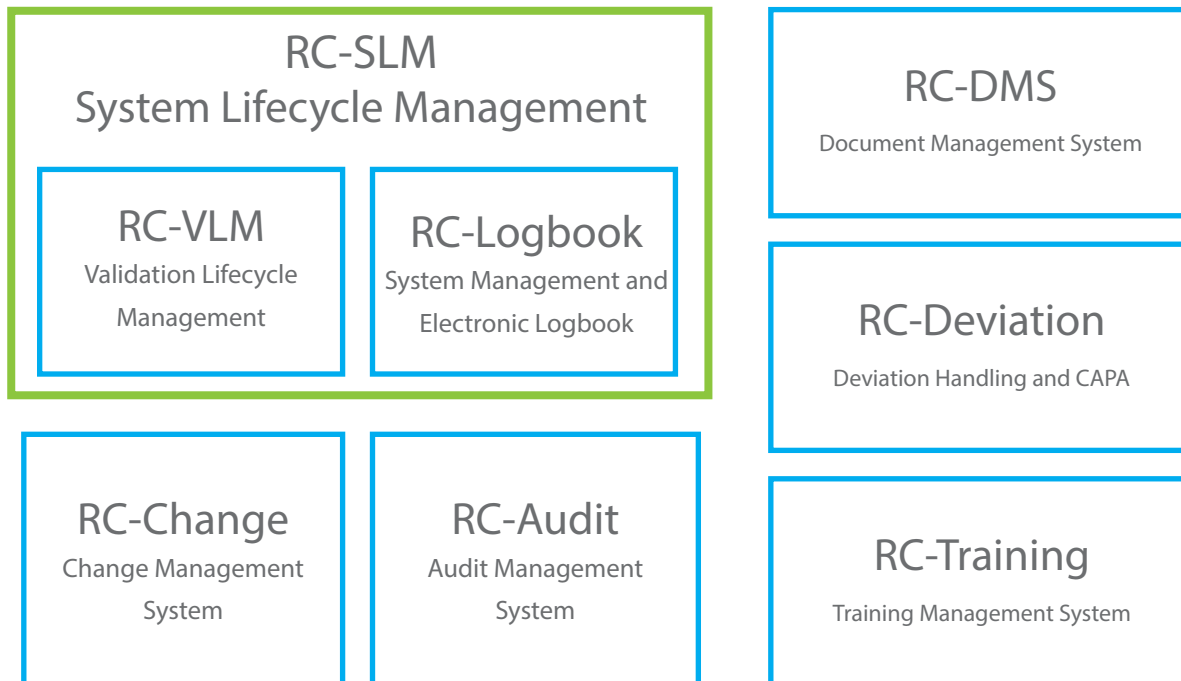 RC-SLM
System Lifecycle Management
RC-VLM
Validation Lifecycle
Management
RC-Logbook
System Management and
Electronic Logbook
RC-Change
Change Management
System
RC-Audit
Audit Management
System
RC-DMS
Document Management System
RC-Deviation
Deviation Handling and CAPA
RC-Training
Training Management System